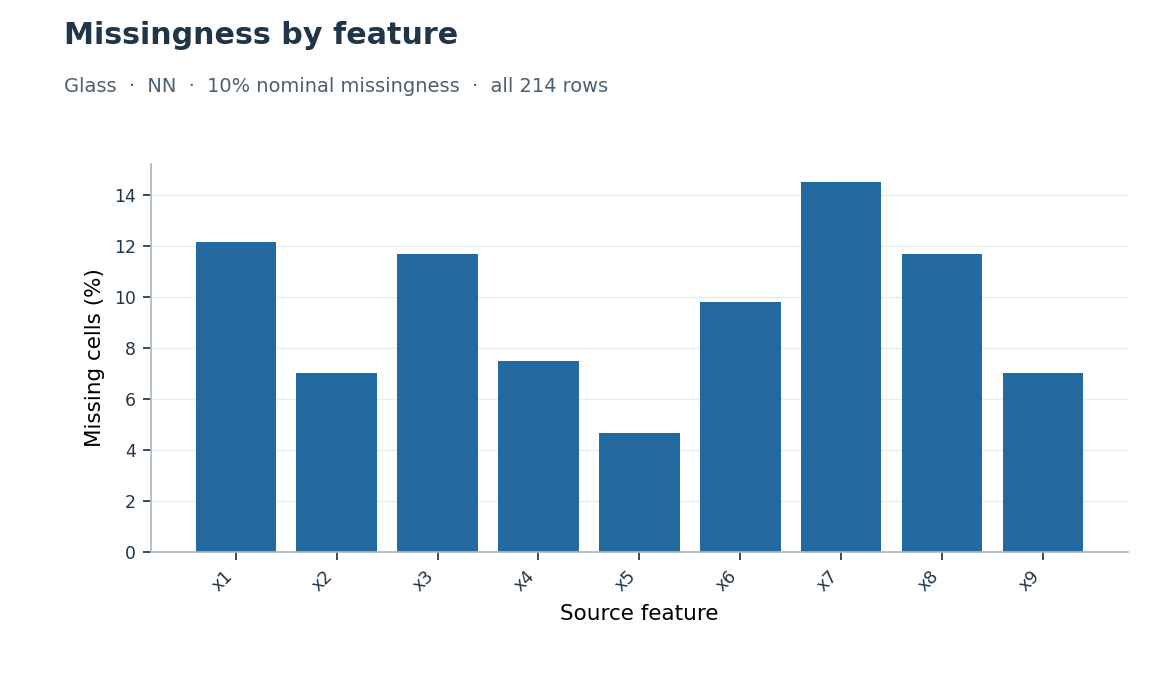 Missingness by feature
Glass · NN · 10% nominal missingness · all 214 rows
Missing cells (%)
14
12
10
8
6
4
2
0
x1 x2 x3 x4 x5 x6 x7 x8 x9
Source feature